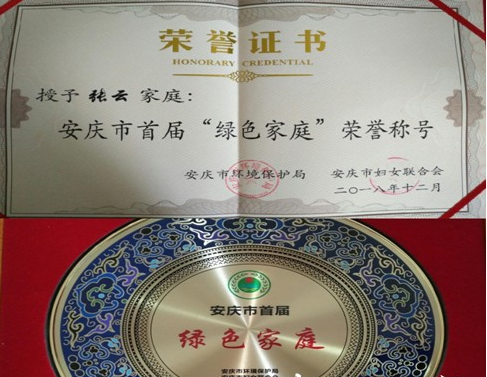 荣誉证书
HONORARY CREDENTIAL
授予 张云 家庭:
安庆市首届“绿色家庭”荣誉称号
安庆市环境保护局 安庆市妇女联合会
二〇一八年十二月
安庆市首届
绿色家庭
安庆市环境保护局